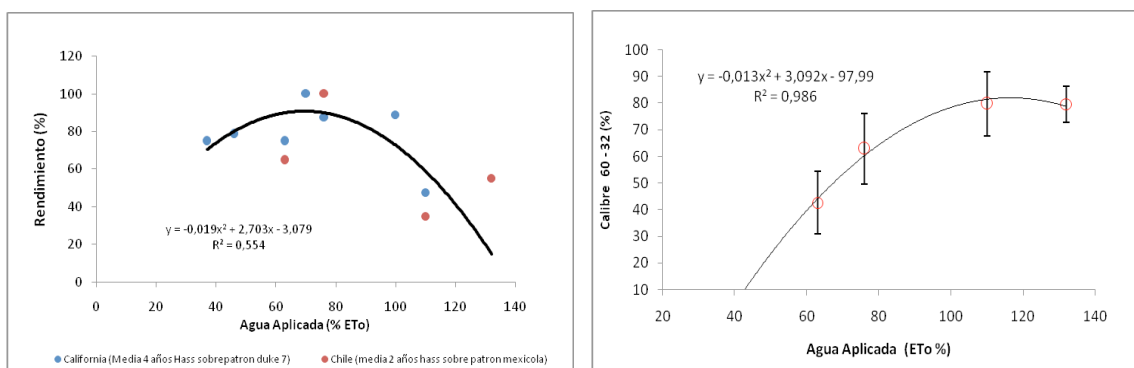 120
100
80
60
40
20
0
Rendimiento (%)
y = -0,019x² + 2,703x - 3,079
R² = 0,554
0 20 40 60 80 100 120 140
Agua Aplicada (% ETo)
California (Media 4 años Hass sobrepatron duke 7) Chile (media 2 años hass sobre patron mexicola)
100
90
80
70
60
50
40
30
20
10
Calibre 60 - 32 (%)
y = -0,013x² + 3,092x - 97,99
R² = 0,986
20 40 60 80 100 120 140
Agua Aplicada (ETo %)